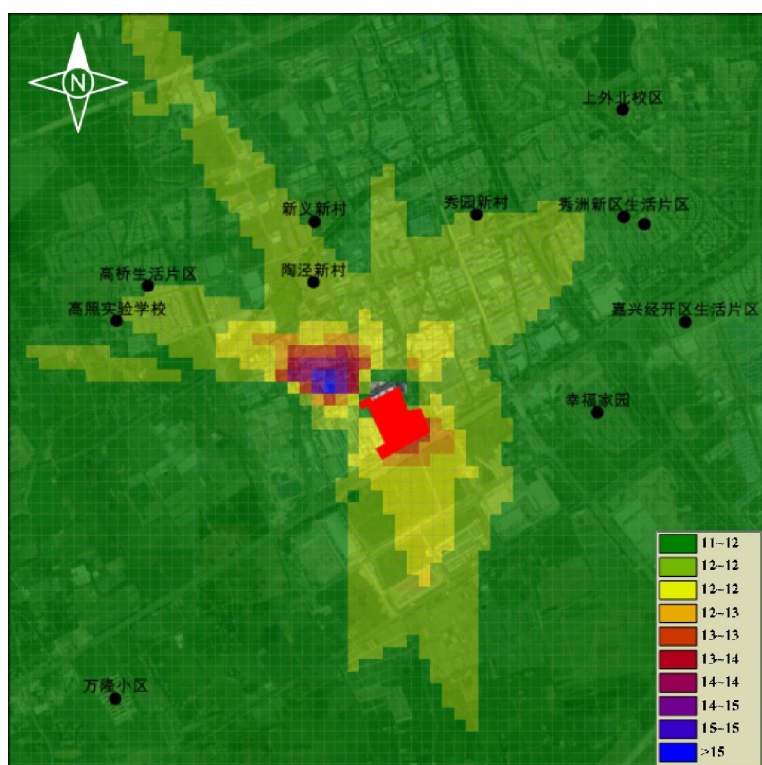 N
上外北校区
新义新村
秀园新村
秀洲新区生活片区
高桥生活片区
陶泾新村
高照实验学校
嘉兴经开区生活片区
幸福家园
万隆小区
11~12
12~12
12~12
12~13
13~13
13~14
14~14
14~15
15~15
>15